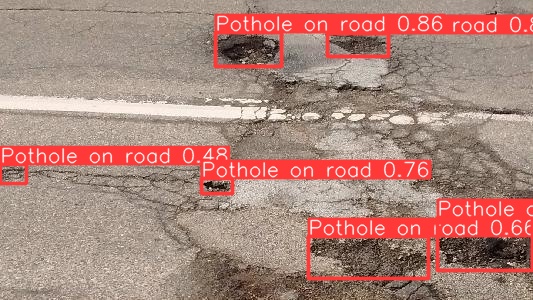 Pothole on road 0.86 road 0.8
Pothole on road 0.48
Pothole on road 0.76
Pothole o
Pothole on road 0.66